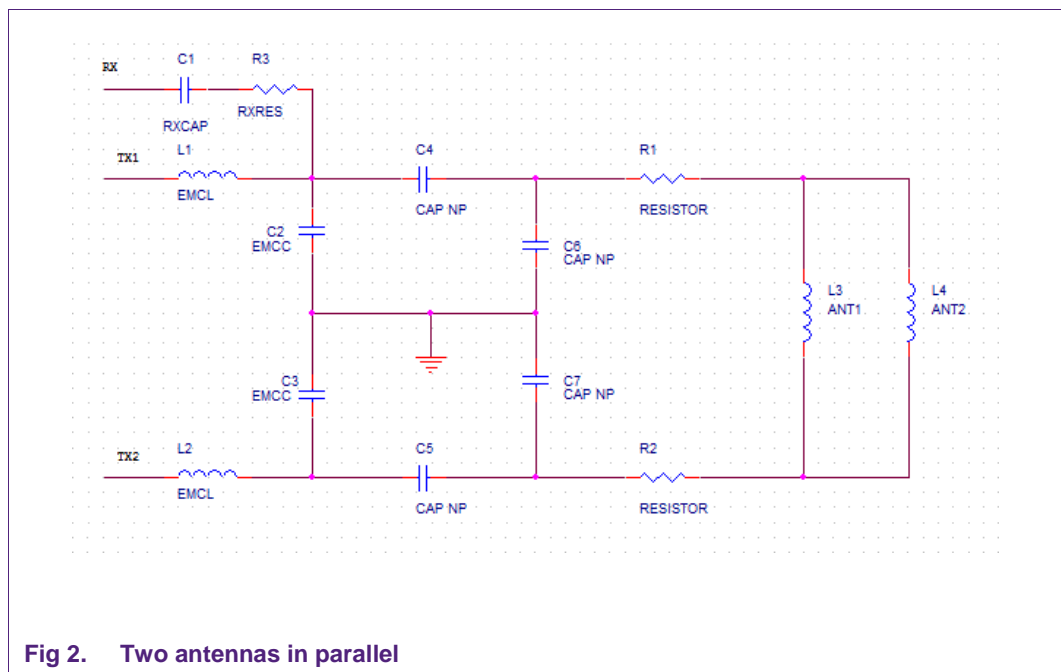 C1
R3
RX
RXCAP
RXRES
TX1
L1
EMCL
C4
CAP NP
R1
RESISTOR
C2
EMCC
C6
CAP NP
L3
ANT1
L4
ANT2
C3
EMCC
C7
CAP NP
TX2
L2
EMCL
C5
CAP NP
R2
RESISTOR
Fig 2. Two antennas in parallel